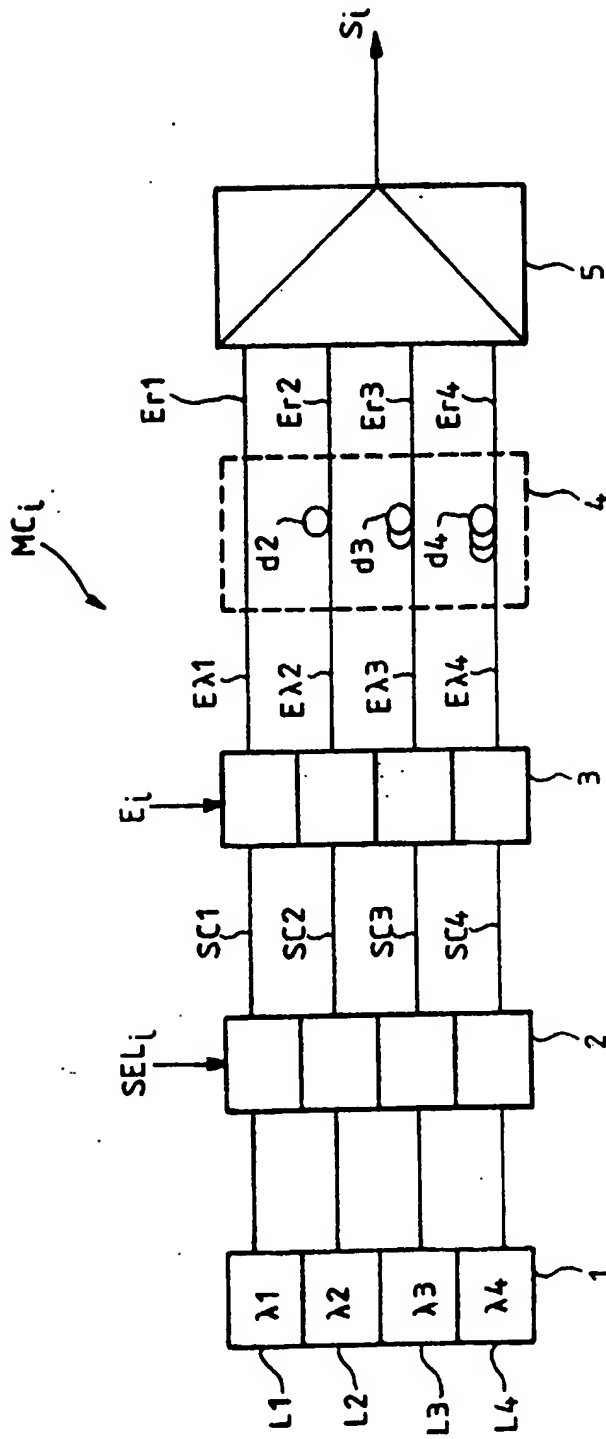 MCi
Si
Er1
Er2
Er3
Er4
d2
d3
d4
4
5
Eλ1
Eλ2
Eλ3
Eλ4
Ei
3
SC1
SC2
SC3
SC4
SELi
2
λ1
λ2
λ3
λ4
1
L1
L2
L3
L4